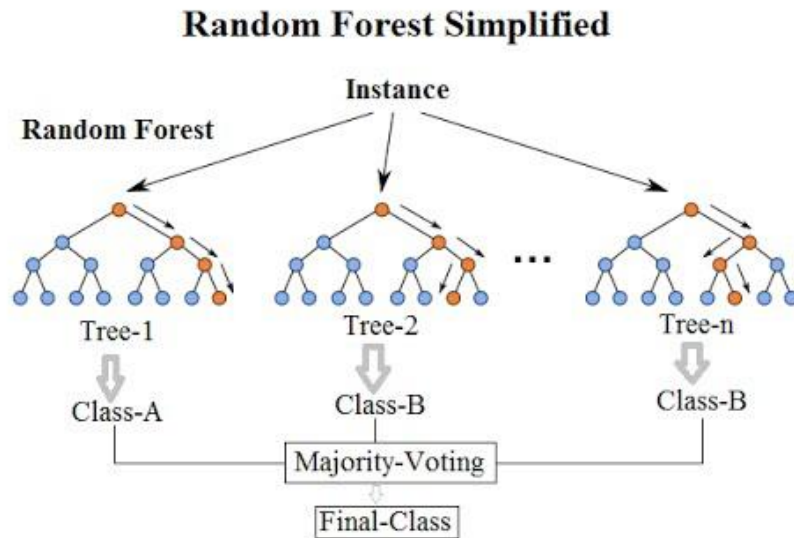 Random Forest Simplified
Instance
Random Forest
...
Tree-1
Tree-2
Tree-n
Class-A
Class-B
Class-B
Majority-Voting
Final-Class